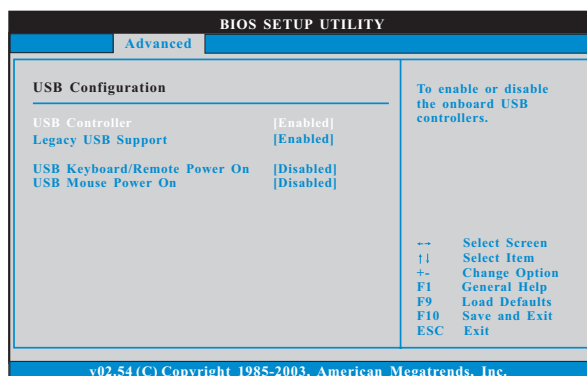 BIOS SETUP UTILITY
Advanced
USB Configuration
USB Controller [Enabled]
Legacy USB Support [Enabled]
USB Keyboard/Remote Power On [Disabled]
USB Mouse Power On [Disabled]
To enable or disable
the onboard USB
controllers.
←→ Select Screen
↑↓ Select Item
+- Change Option
F1 General Help
F9 Load Defaults
F10 Save and Exit
ESC Exit
v02.54 (C) Copyright 1985-2003, American Megatrends, Inc.